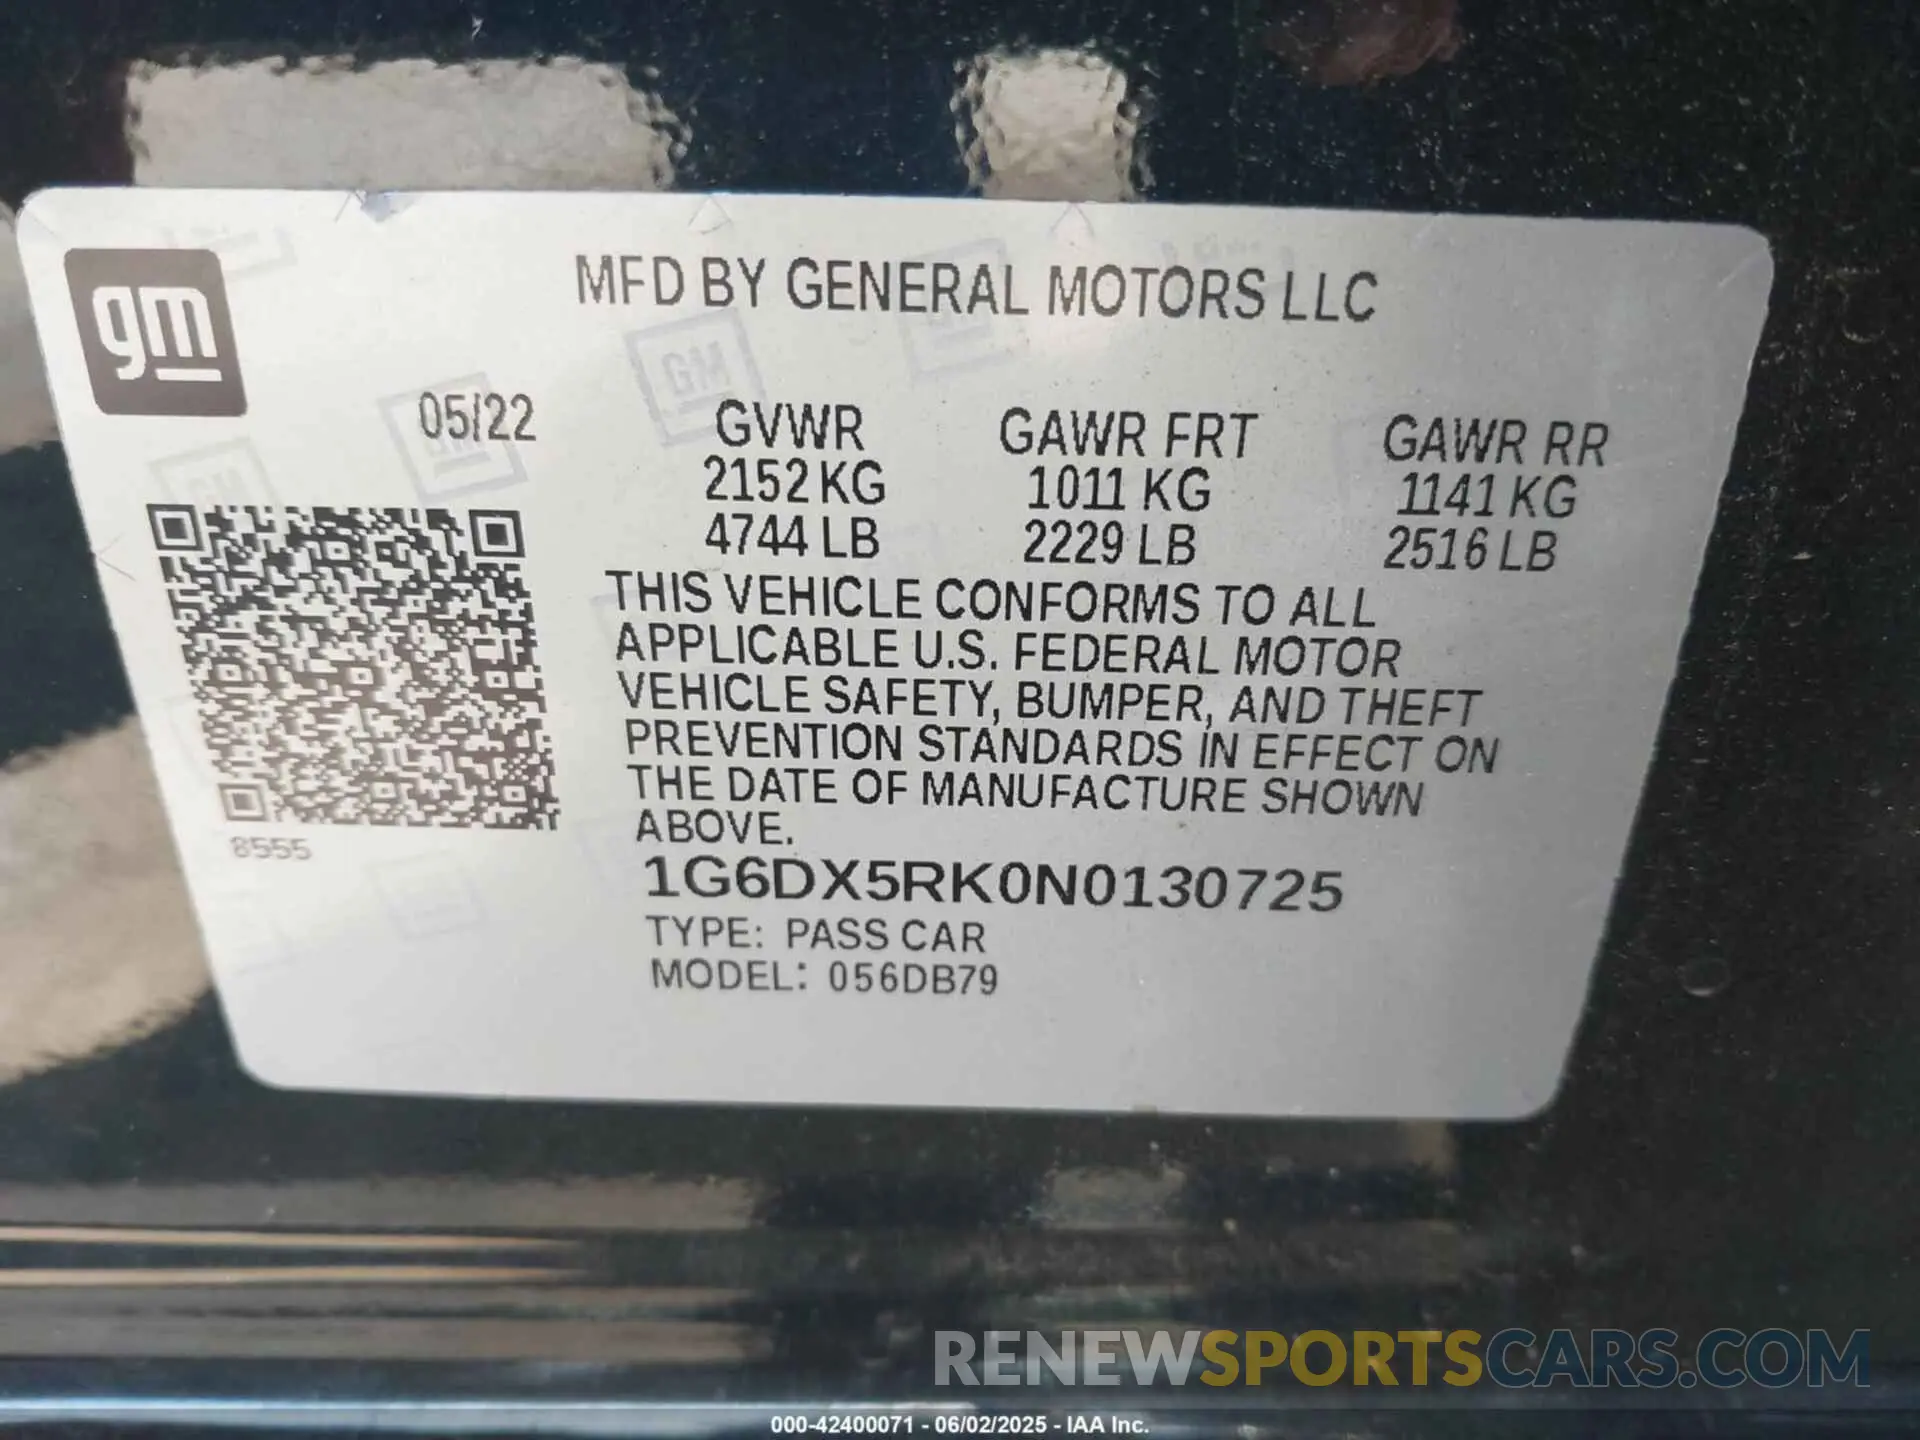 gm
MFD BY GENERAL MOTORS LLC
05/22
GVWR GAWR FRT GAWR RR
2152 KG 1011 KG 1141 KG
4744 LB 2229 LB 2516 LB
THIS VEHICLE CONFORMS TO ALL
APPLICABLE U.S. FEDERAL MOTOR
VEHICLE SAFETY, BUMPER, AND THEFT
PREVENTION STANDARDS IN EFFECT ON
THE DATE OF MANUFACTURE SHOWN
ABOVE.
8555
1G6DX5RK0N0130725
TYPE: PASS CAR
MODEL: 056DB79
GM
RENEWSPORTSCARS.COM
000-42400071 - 06/02/2025 - IAA Inc.